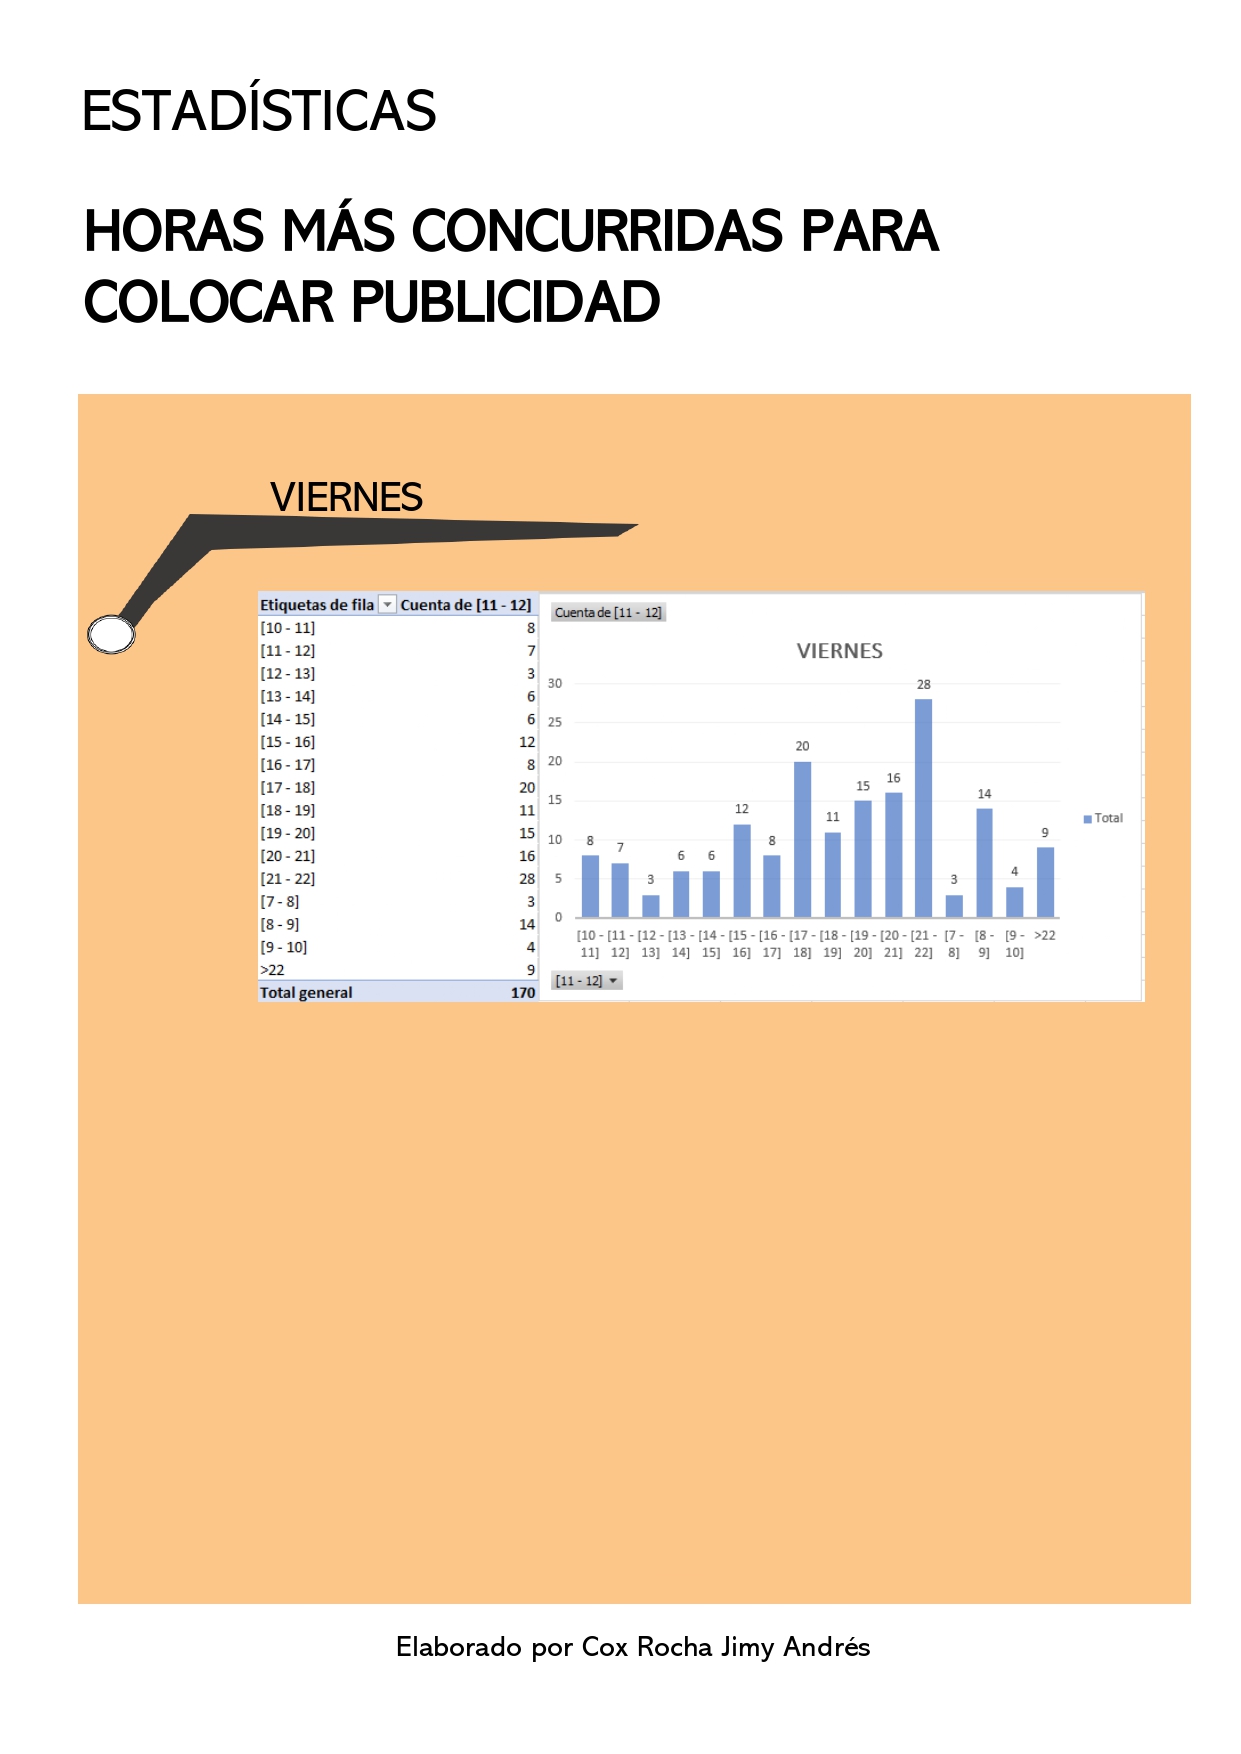 ESTADÍSTICAS
HORAS MÁS CONCURRIDAS PARA
COLOCAR PUBLICIDAD
VIERNES
Etiquetas de fila Cuenta de [11 - 12]
[10 - 11] 8
[11 - 12] 7
[12 - 13] 3
[13 - 14] 6
[14 - 15] 6
[15 - 16] 12
[16 - 17] 8
[17 - 18] 20
[18 - 19] 11
[19 - 20] 15
[20 - 21] 16
[21 - 22] 28
[7 - 8] 3
[8 - 9] 14
[9 - 10] 4
>22 9
Total general 170
Cuenta de [11 - 12]
VIERNES
30
25
20
15
10
5
0
8 7 3 6 6 12 8 20 11 15 16 28 3 14 4 9
[10 - [11 - [12 - [13 - [14 - [15 - [16 - [17 - [18 - [19 - [20 - [21 - [7 - [8 - [9 - >22
11] 12] 13] 14] 15] 16] 17] 18] 19] 20] 21] 22] 8] 9] 10]
Total
[11 - 12]
Elaborado por Cox Rocha Jimy Andrés